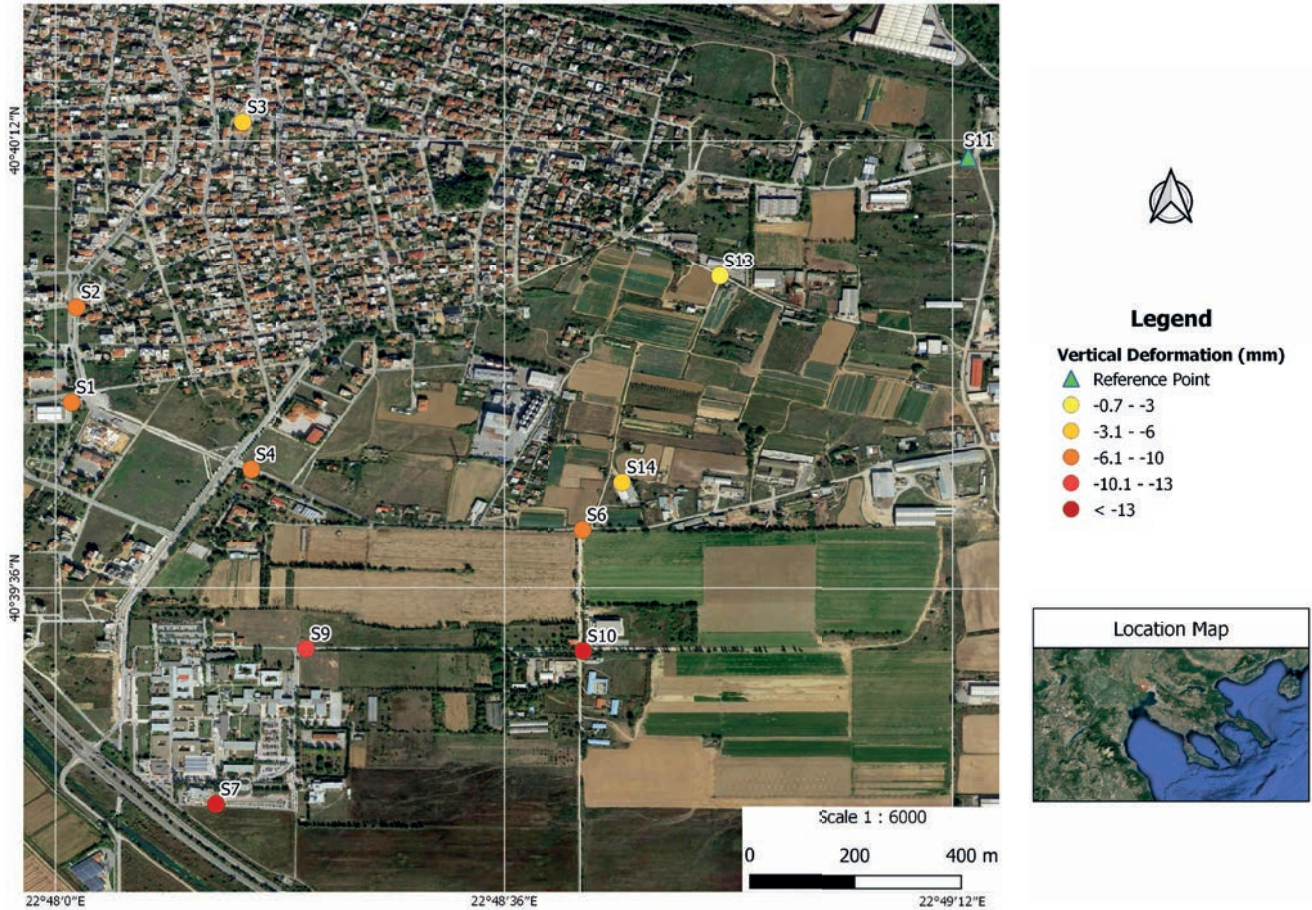 S3
40°40'12"N
S11
S13
S2
S1
S4
S14
S6
40°39'36"N
S9
S10
S7
Scale 1 : 6000
0 200 400 m
22°48'0"E 22°48'36"E 22°49'12"E
Legend
Vertical Deformation (mm)
Reference Point
-0.7 - -3
-3.1 - -6
-6.1 - -10
-10.1 - -13
< -13
Location Map